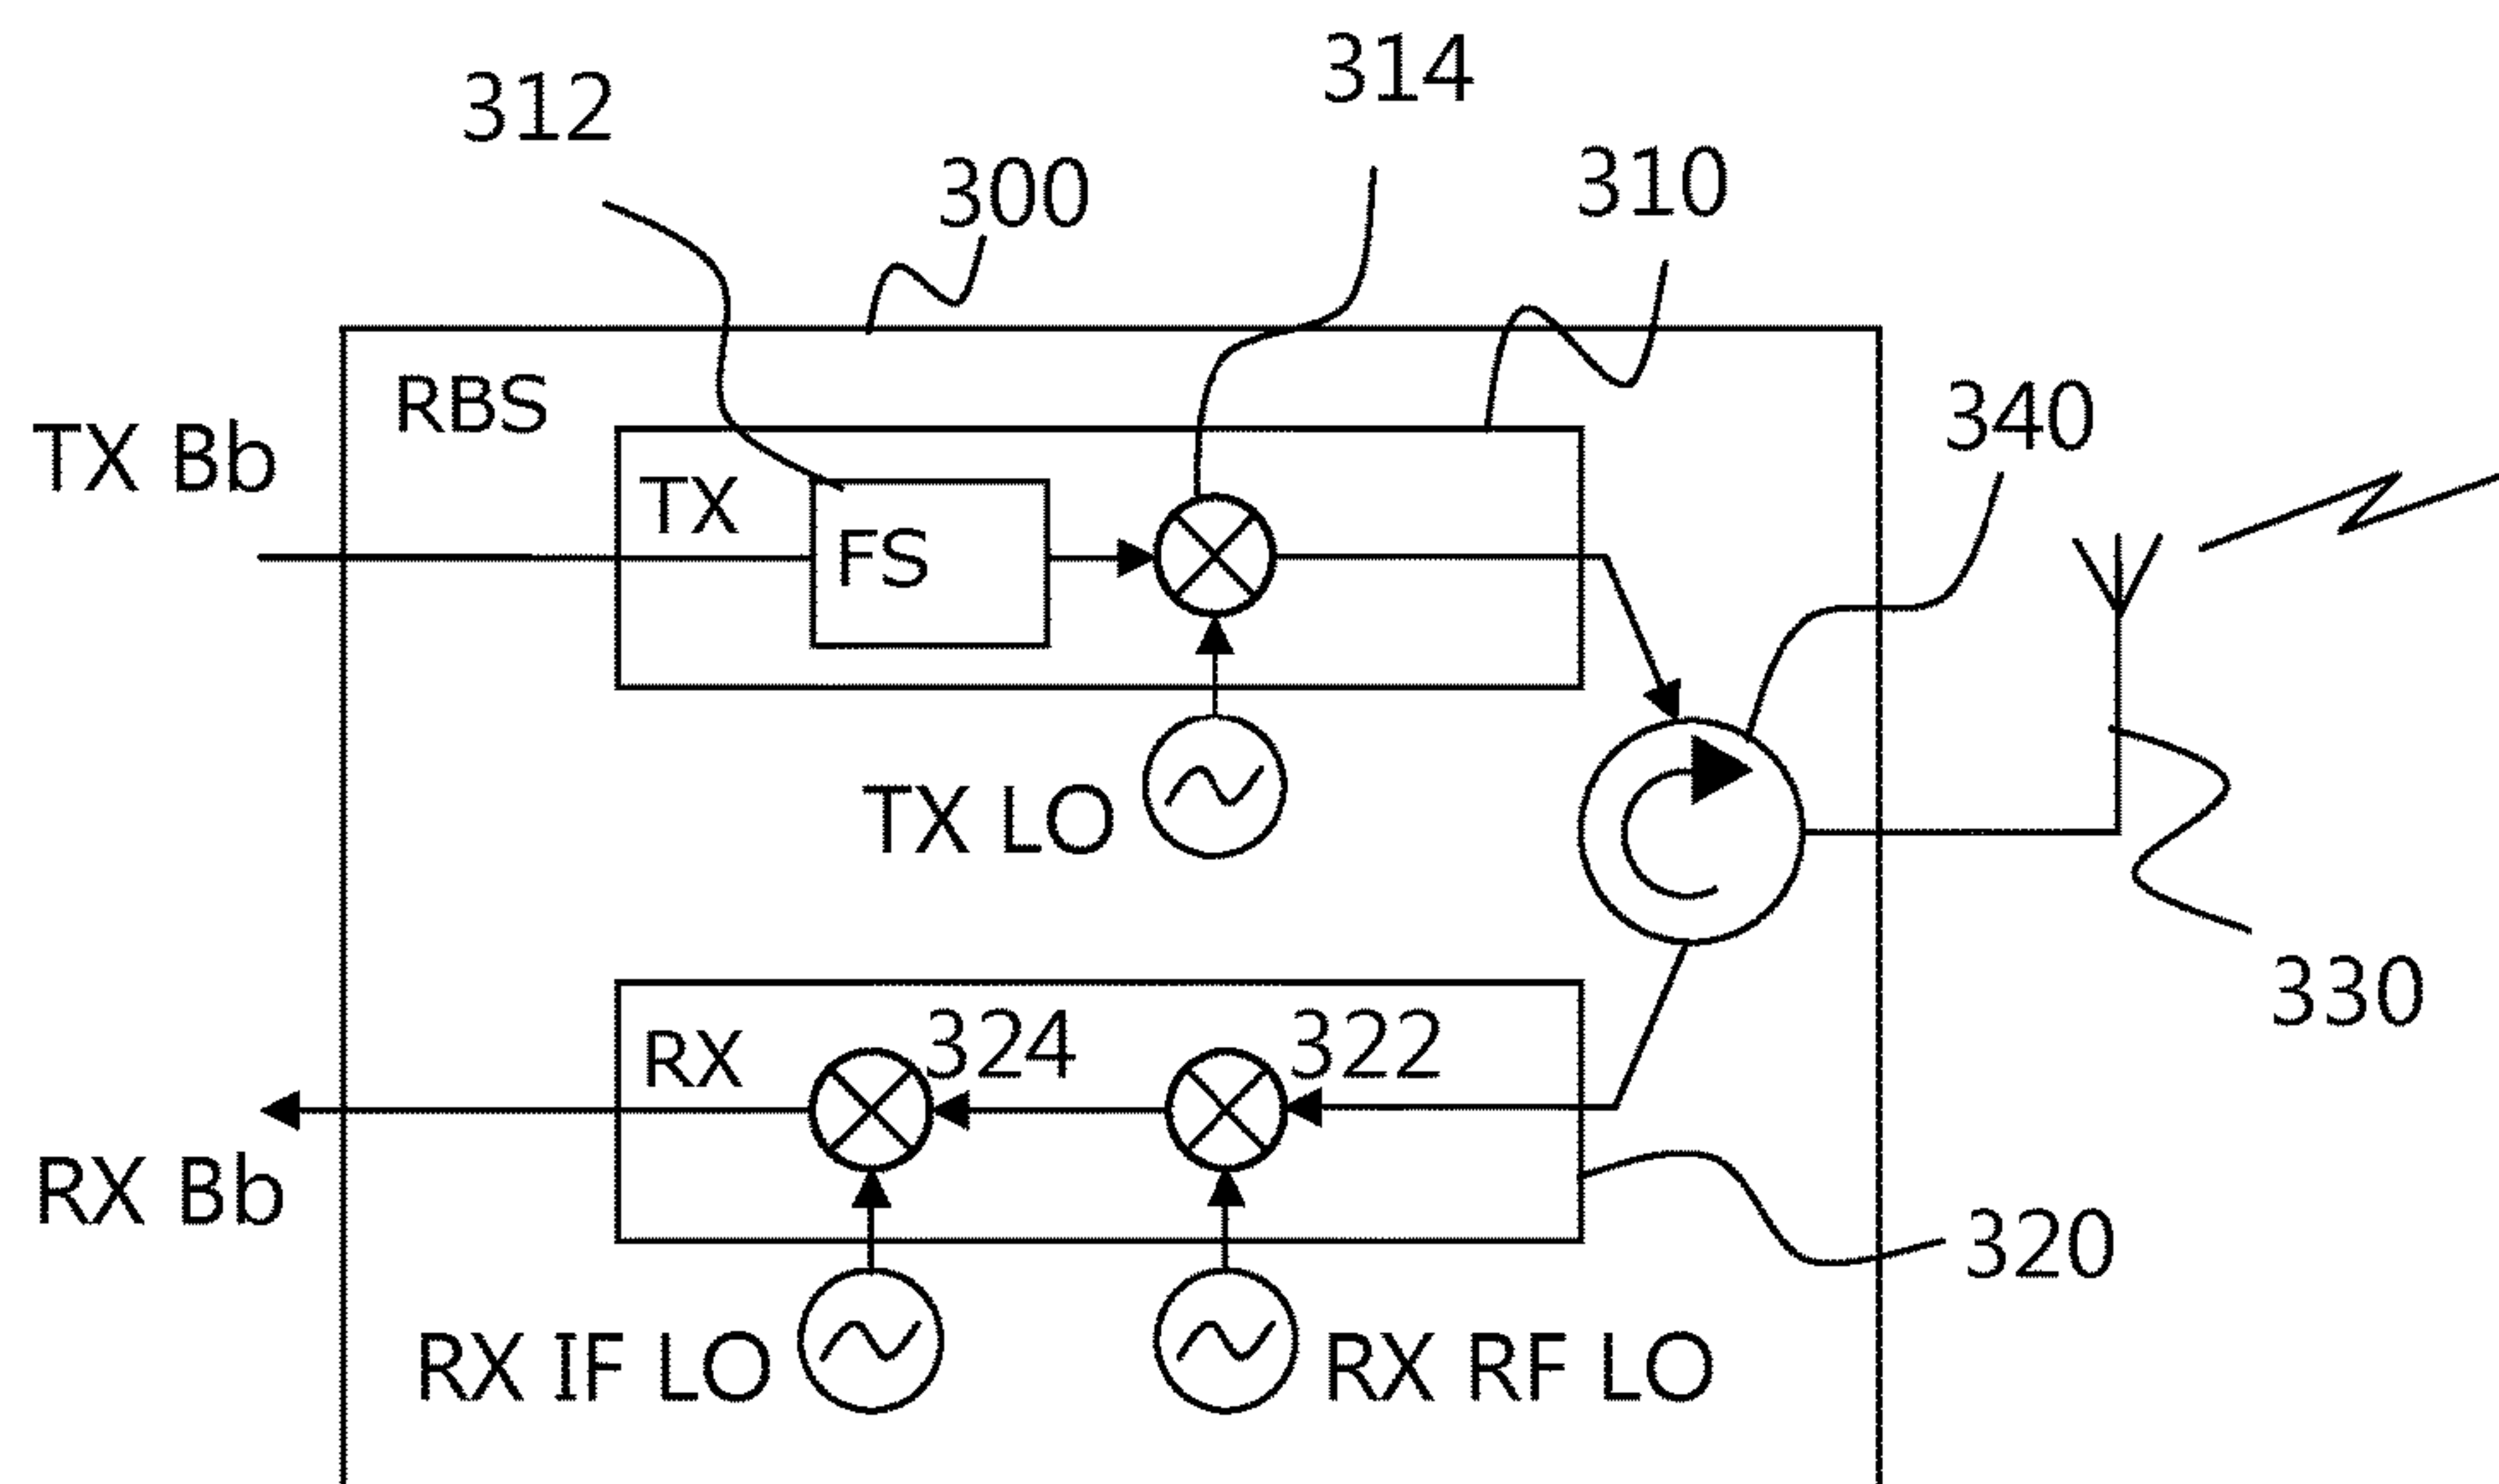 314
312
310
300
RBS
340
TX Bb
TX
FS
TX LO
330
324
322
RX
RX Bb
320
RX IF LO
RX RF LO